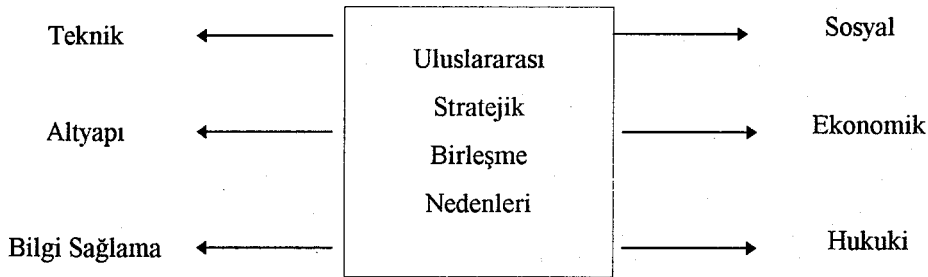 Teknik
Altyapı
Bilgi Sağlama
Uluslararası
Stratejik
Birleşme
Nedenleri
Sosyal
Ekonomik
Hukuki